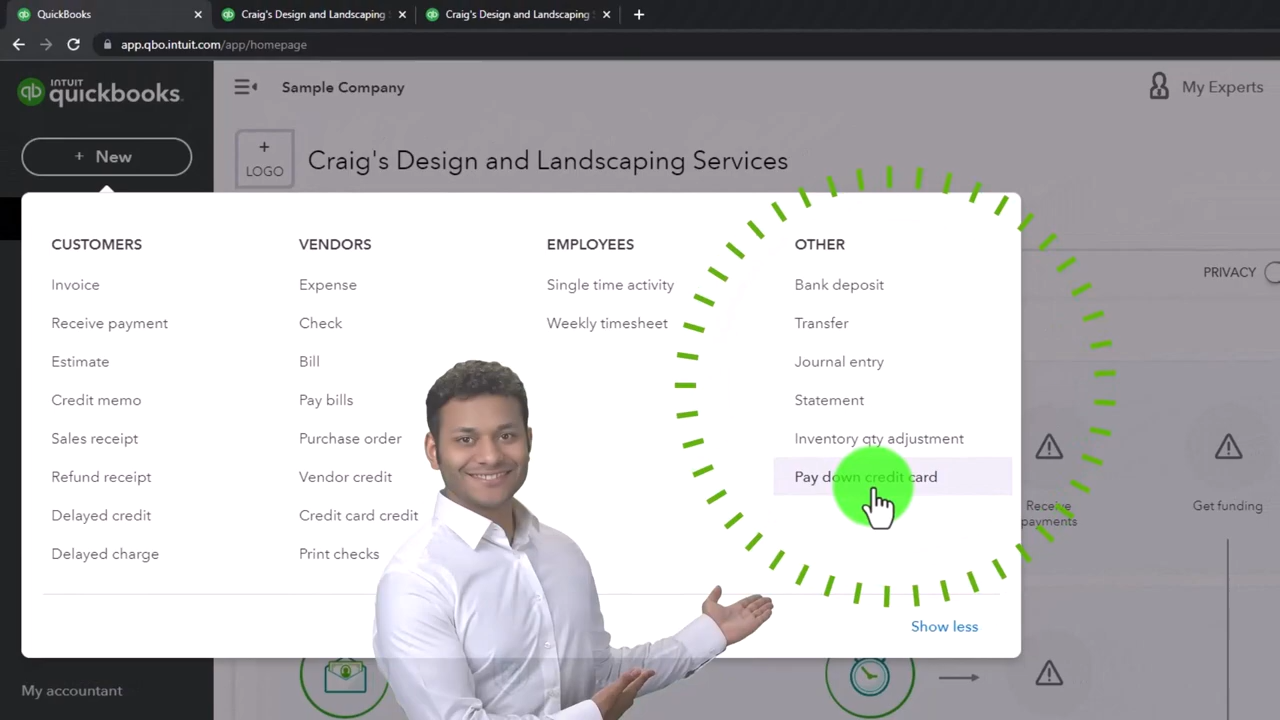 QuickBooks
Craig's Design and Landscaping
Craig's Design and Landscaping
app.qbo.intuit.com/app/homepage
INTUIT
quickbooks.
Sample Company
My Experts
+ New
+
LOGO
Craig's Design and Landscaping Services
CUSTOMERS
Invoice
Receive payment
Estimate
Credit memo
Sales receipt
Refund receipt
Delayed credit
Delayed charge
VENDORS
Expense
Check
Bill
Pay bills
Purchase order
Vendor credit
Credit card credit
Print checks
EMPLOYEES
Single time activity
Weekly timesheet
OTHER
Bank deposit
Transfer
Journal entry
Statement
Inventory qty adjustment
Pay down credit card
Show less
PRIVACY
Receive
payments
Get funding
My accountant